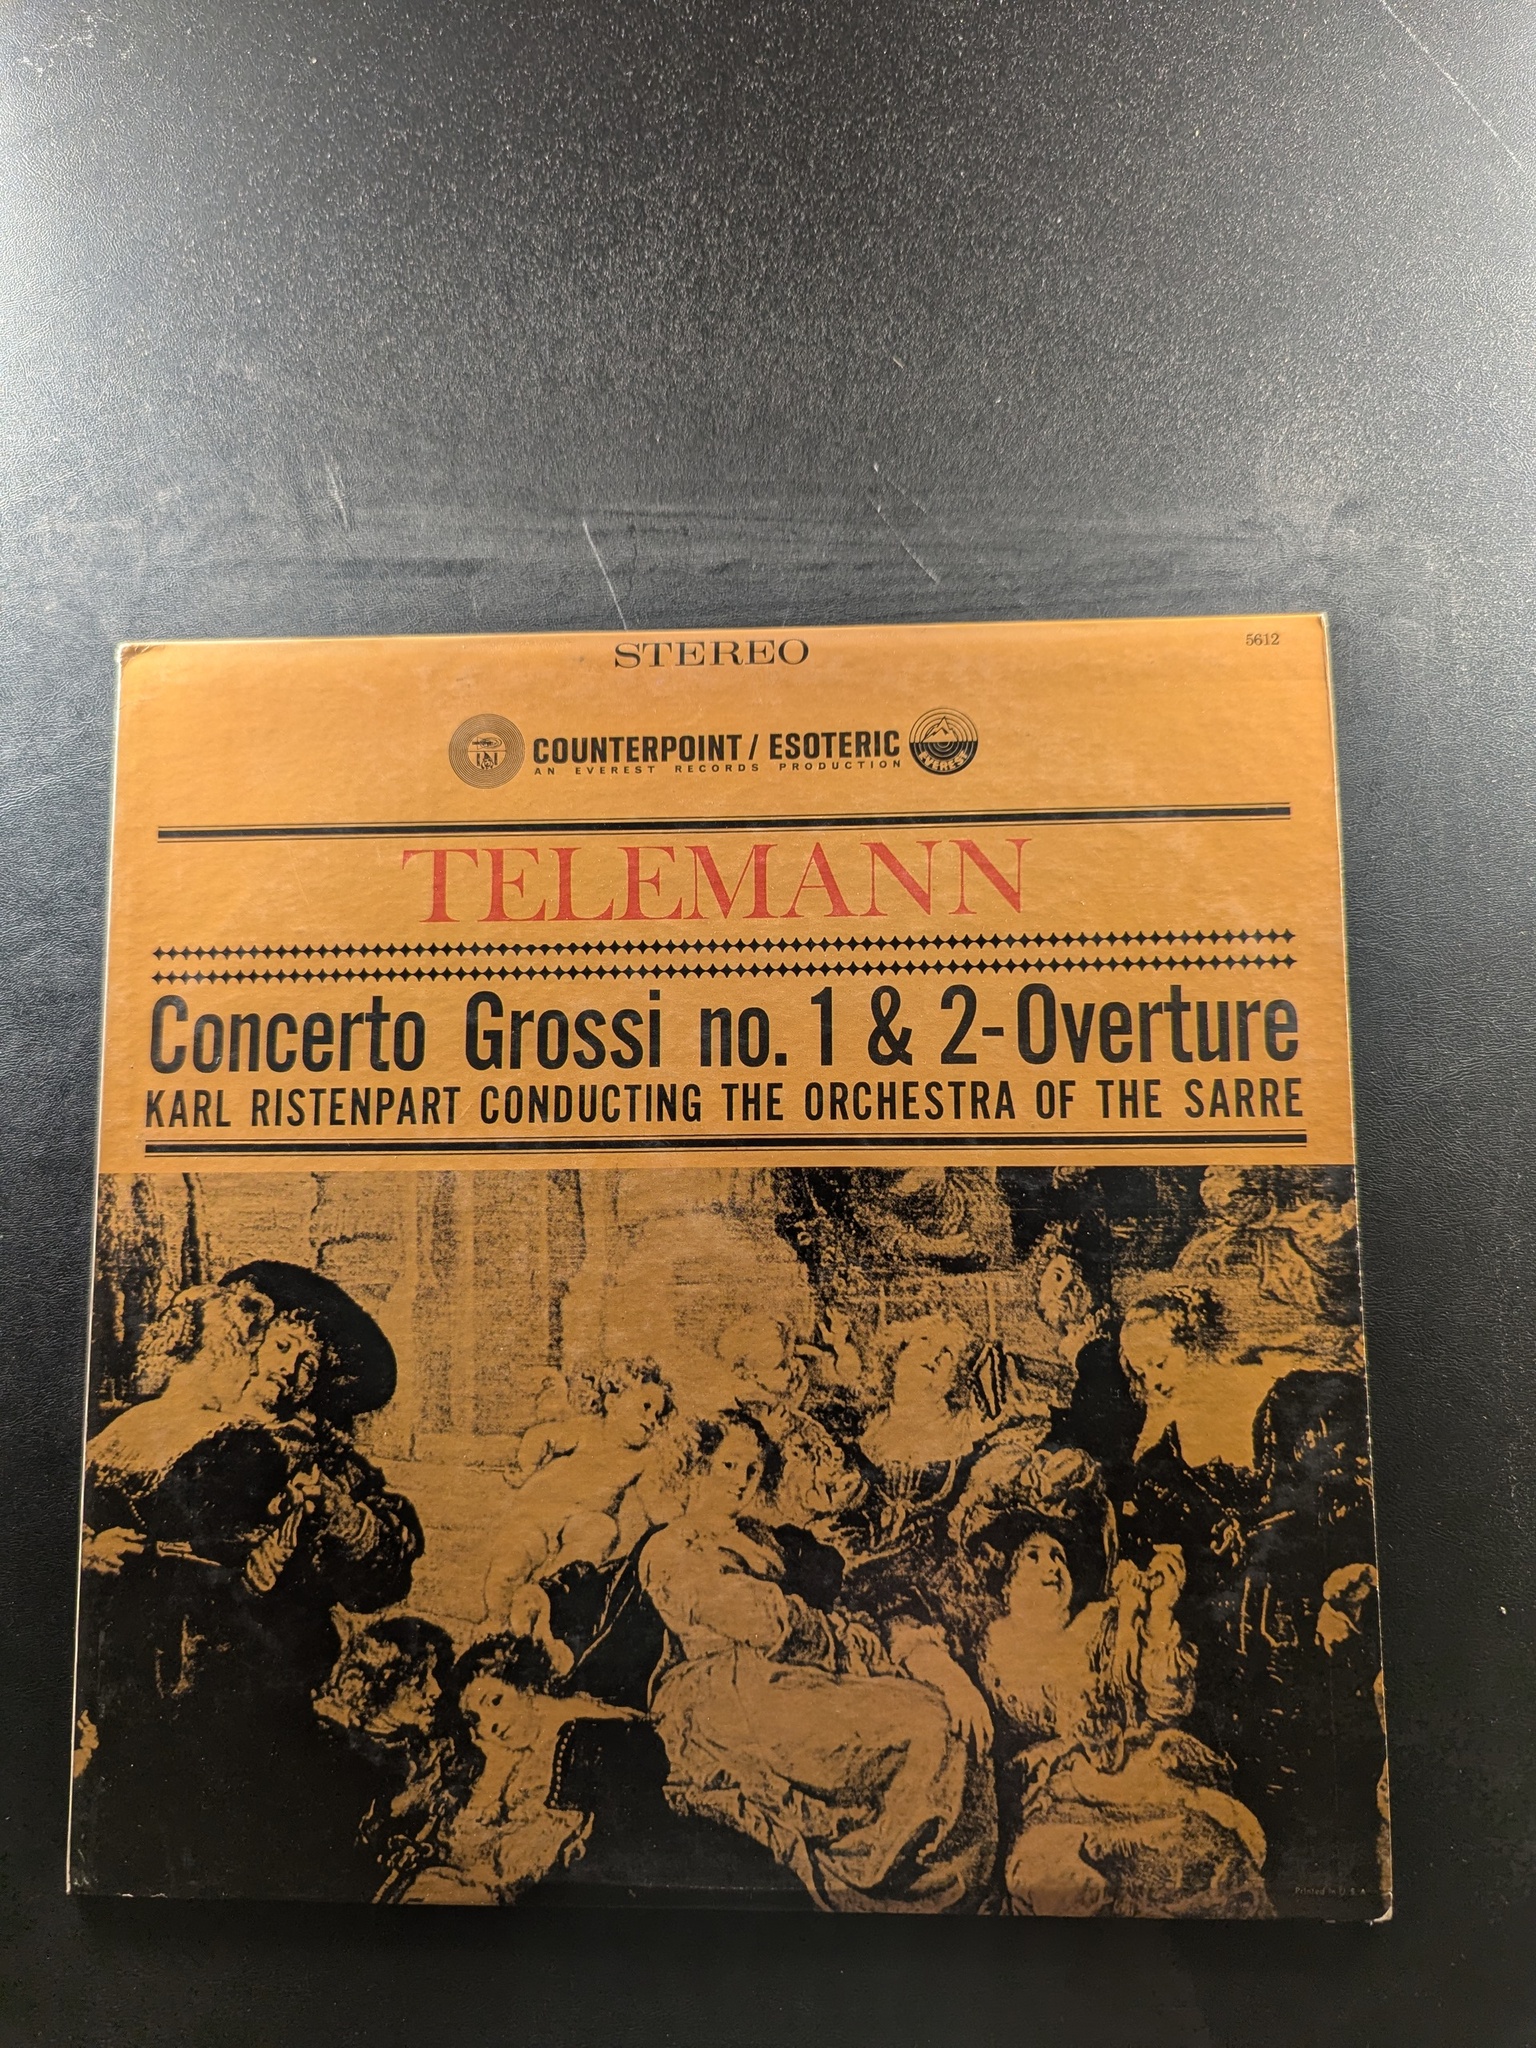 STEREO
5612
COUNTERPOINT / ESOTERIC
AN EVEREST RECORDS PRODUCTION
EVEREST
TELEMANN
Concerto Grossi no. 1 & 2-Overture
KARL RISTENPART CONDUCTING THE ORCHESTRA OF THE SARRE
Printed in U. S. A.